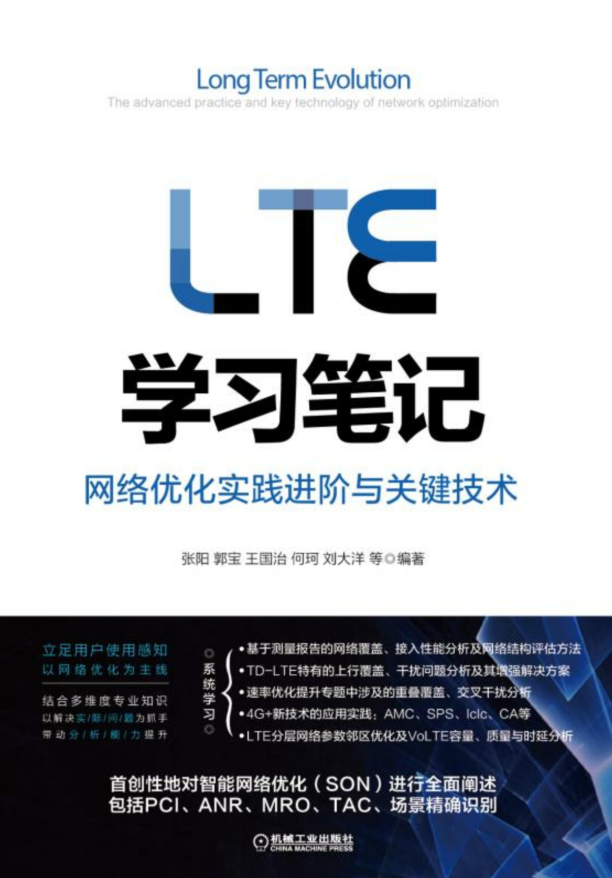 Long Term Evolution
The advanced practice and key technology of network optimization
LTE
学习笔记
网络优化实践进阶与关键技术
张阳 郭宝 王国治 何珂 刘大洋 等◎编著
立足用户使用感知
以网络优化为主线
结合多维度专业知识
以解决实/际/问/题为抓手
带动分/析/能/力提升
◎系统学习◎
•基于测量报告的网络覆盖、接入性能分析及网络结构评估方法
•TD-LTE特有的上行覆盖、干扰问题分析及其增强解决方案
•速率优化提升专题中涉及的重叠覆盖、交叉干扰分析
•4G+新技术的应用实践：AMC、SPS、Icic、CA等
•LTE分层网络参数邻区优化及VoLTE容量、质量与时延分析
首创性地对智能网络优化（SON）进行全面阐述
包括PCI、ANR、MRO、TAC、场景精确识别
机械工业出版社
CHINA MACHINE PRESS